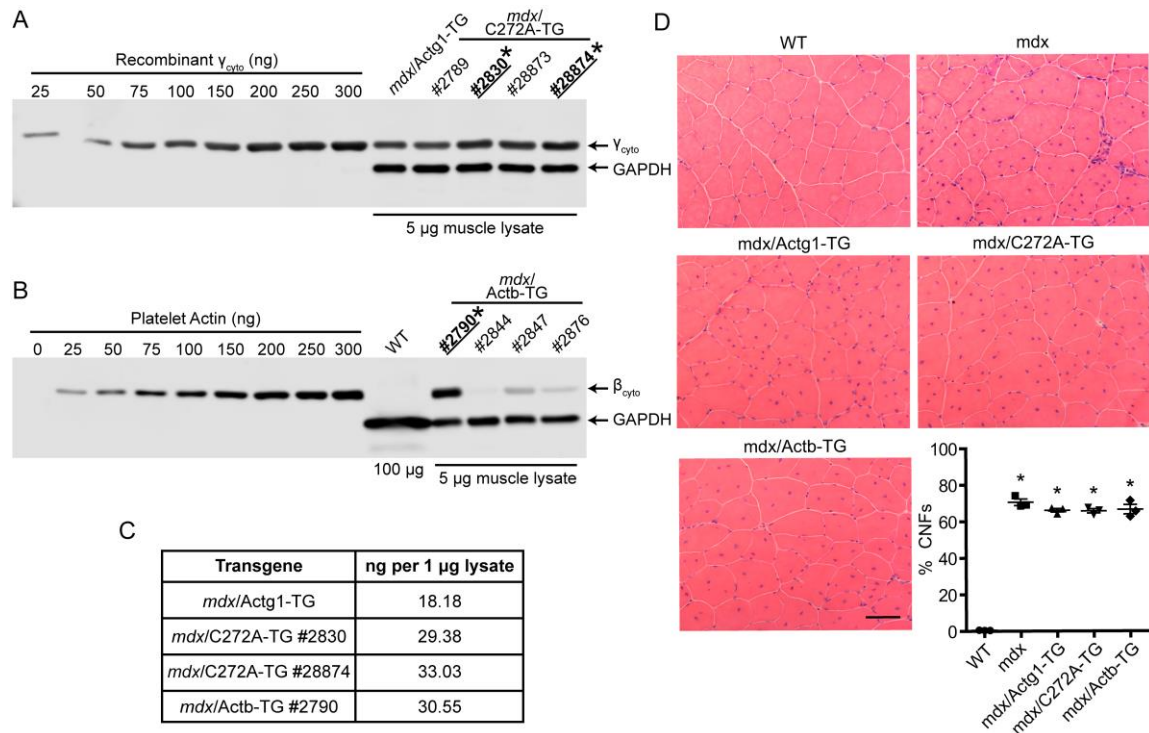 A
mdx/Actg1-TG
mdx/
C272A-TG
#2789
#2830*
#28873
#28874*
Recombinant γcyto (ng)
25 50 75 100 150 200 250 300
γcyto
GAPDH
5 µg muscle lysate
B
mdx/
Actb-TG
Platelet Actin (ng)
0 25 50 75 100 150 200 250 300
WT
#2790*
#2844
#2847
#2876
βcyto
GAPDH
100 µg
5 µg muscle lysate
C
Transgene ng per 1 µg lysate
mdx/Actg1-TG 18.18
mdx/C272A-TG #2830 29.38
mdx/C272A-TG #28874 33.03
mdx/Actb-TG #2790 30.55
D
WT mdx
mdx/Actg1-TG mdx/C272A-TG
mdx/Actb-TG
% CNFs
100
80
60
40
20
0
* * * *
WT
mdx
mdx/Actg1-TG
mdx/C272A-TG
mdx/Actb-TG